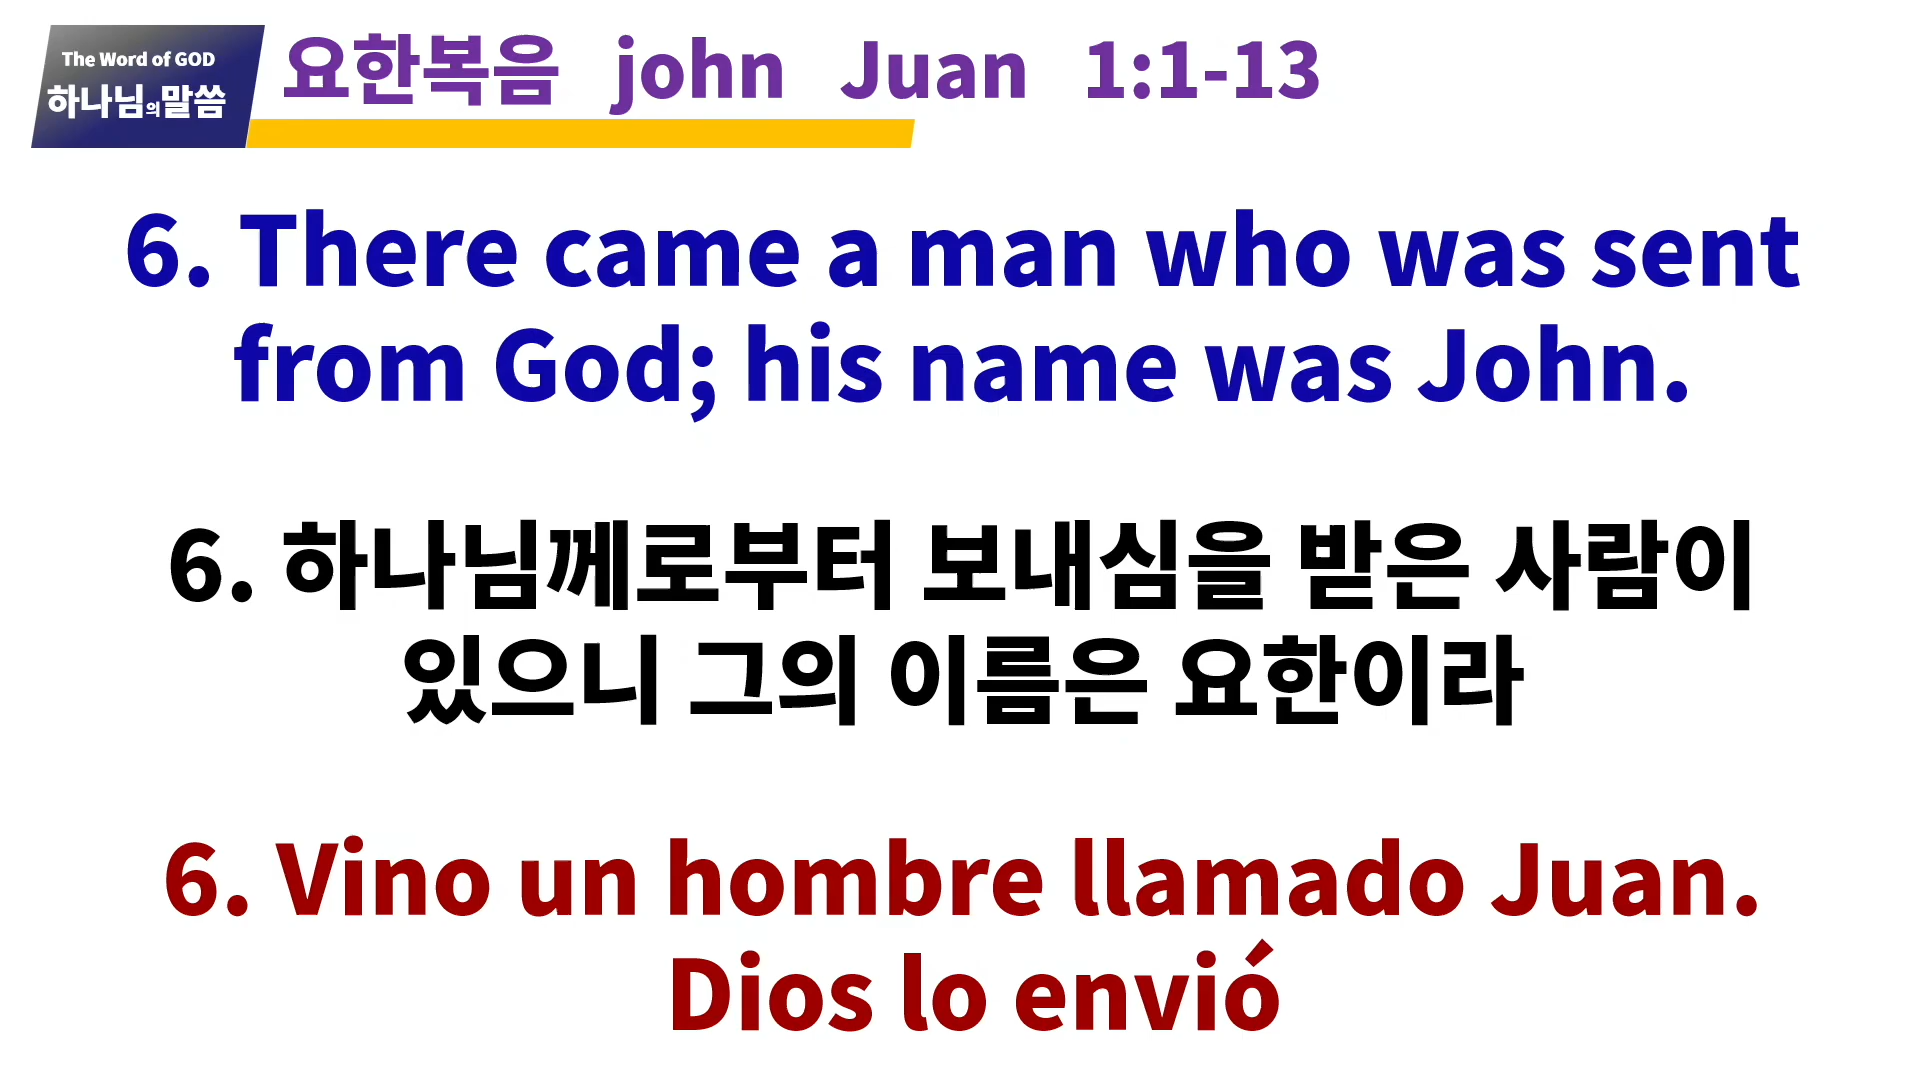 The Word of GOD
하나님의말씀
요한복음 john Juan 1:1-13
6. There came a man who was sent
from God; his name was John.
6. 하나님께로부터 보내심을 받은 사람이
있으니 그의 이름은 요한이라
6. Vino un hombre llamado Juan.
Dios lo envió